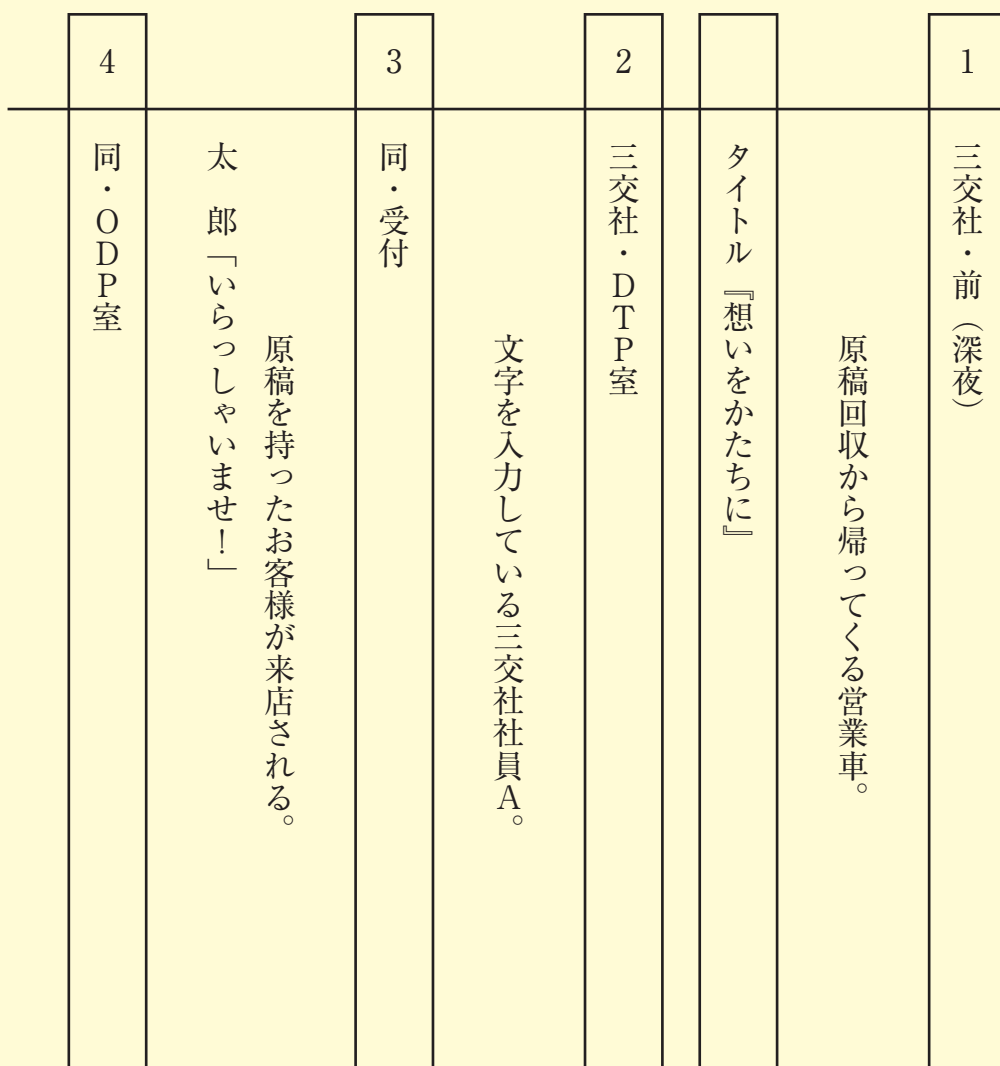 1 三交社・前(深夜)
原稿回収から帰ってくる営業車。
タイトル『想いをかたちに』
2 三交社・DTP室
文字を入力している三交社社員A。
3 同・受付
原稿を持ったお客様が来店される。
太 郎「いらっしゃいませ!」
4 同・ODP室